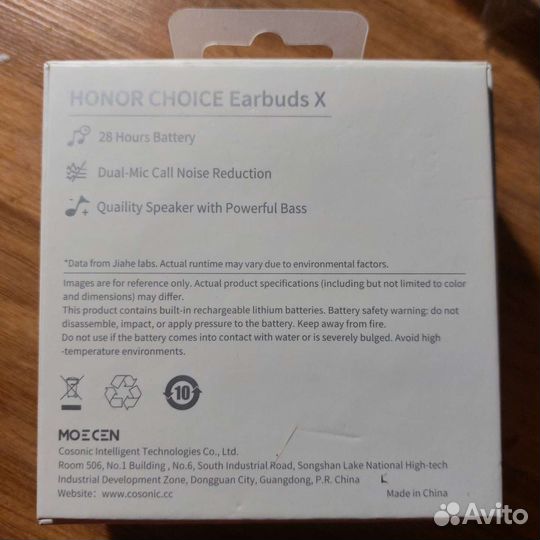 HONOR CHOICE Earbuds X
28 Hours Battery
Dual-Mic Call Noise Reduction
Quaility Speaker with Powerful Bass
*Data from Jiahe labs. Actual runtime may vary due to environmental factors.
Images are for reference only. Actual product specifications (including but not limited to color
and dimensions) may differ.
This product contains built-in rechargeable lithium batteries. Battery safety warning: do not
disassemble, impact, or apply pressure to the battery. Keep away from fire.
Do not use if the battery comes into contact with water or is severely bulged. Avoid high
-temperature environments.
10
MOECEN
Cosonic Intelligent Technologies Co., Ltd.
Room 506, No.1 Building , No.6, South Industrial Road, Songshan Lake National High-tech
Industrial Development Zone, Dongguan City, Guangdong, P.R. China
Website: www.cosonic.cc
Made in China
Avito